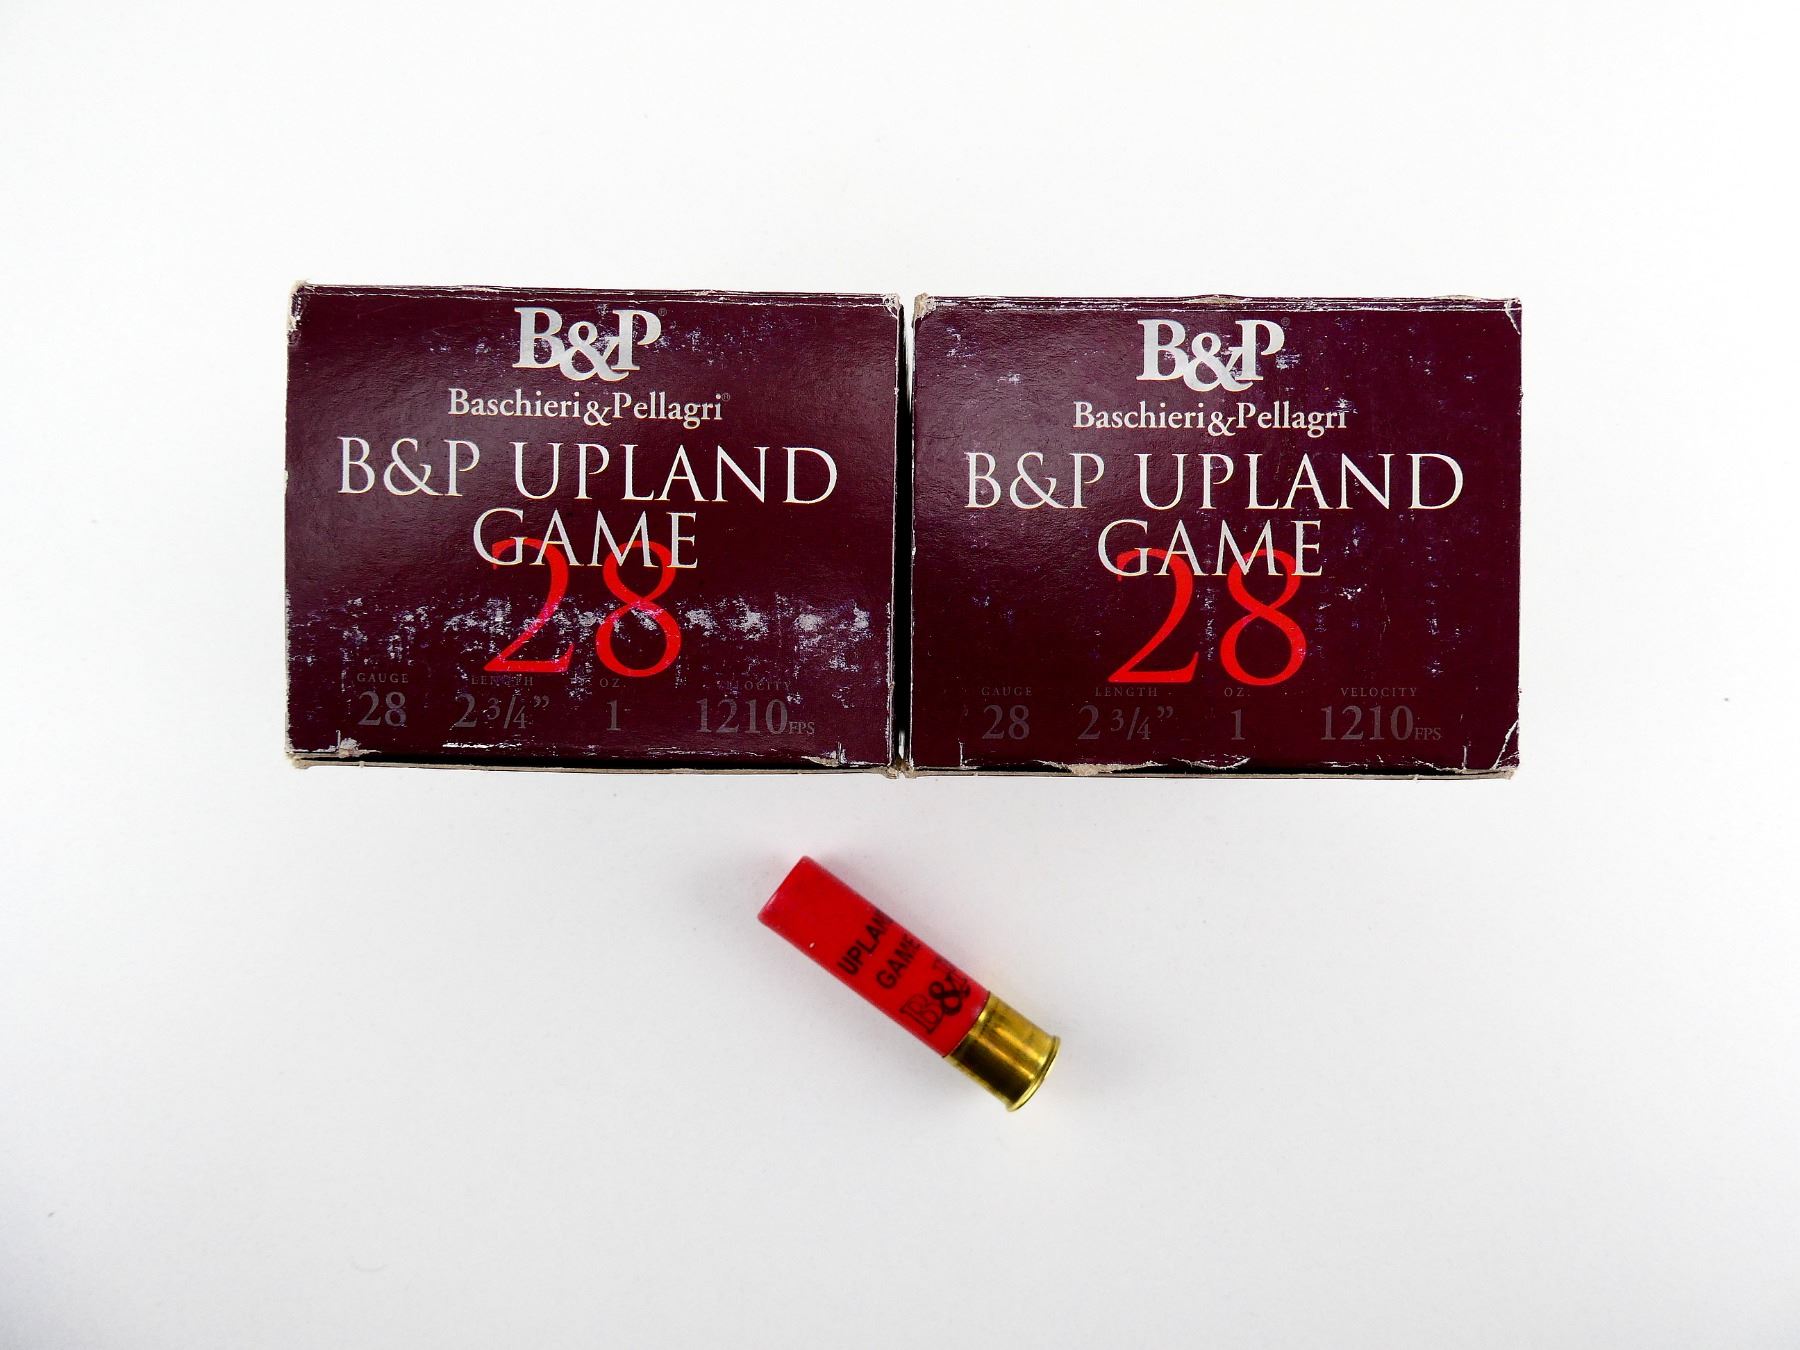 B&P®
Baschieri&Pellagri®
B&P UPLAND
GAME
28
GAUGE LENGTH OZ. VELOCITY
28 2 3/4” 1 1210FPS
B&P®
Baschieri&Pellagri
B&P UPLAND
GAME
28
GAUGE LENGTH OZ. VELOCITY
28 2 3/4” 1 1210FPS
GAME
B&P